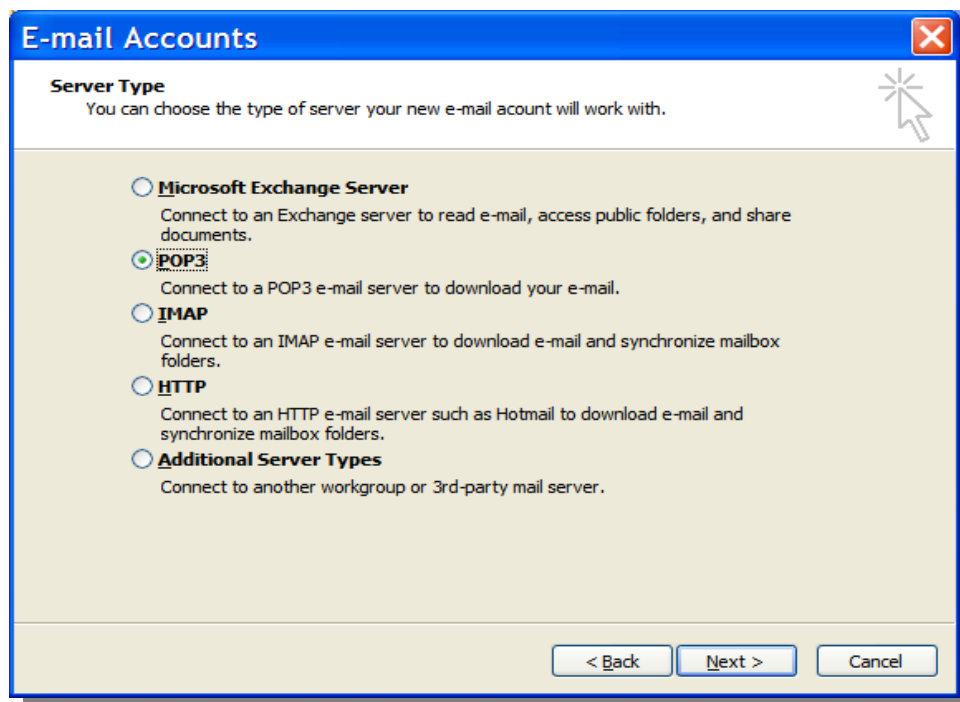 E-mail Accounts
Server Type
You can choose the type of server your new e-mail acount will work with.
Microsoft Exchange Server
Connect to an Exchange server to read e-mail, access public folders, and share
documents.
POP3
Connect to a POP3 e-mail server to download your e-mail.
IMAP
Connect to an IMAP e-mail server to download e-mail and synchronize mailbox
folders.
HTTP
Connect to an HTTP e-mail server such as Hotmail to download e-mail and
synchronize mailbox folders.
Additional Server Types
Connect to another workgroup or 3rd-party mail server.
< Back Next > Cancel